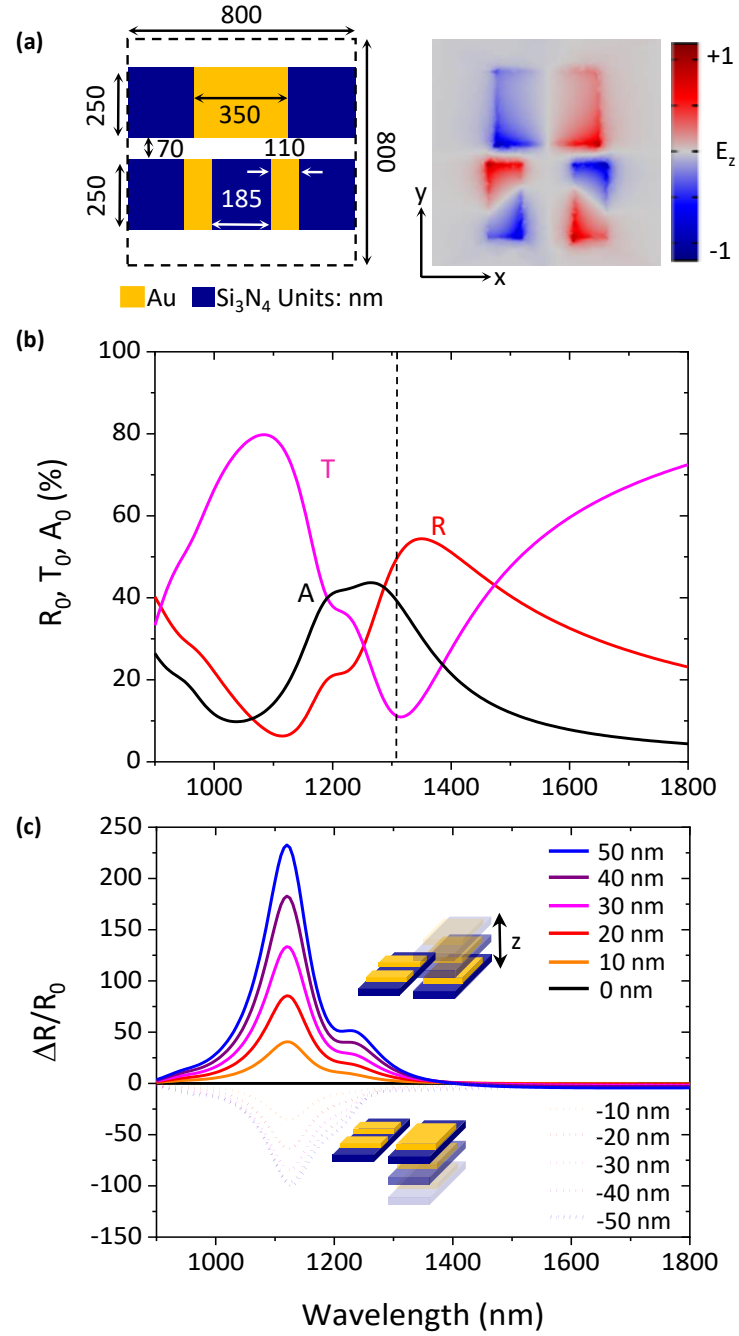 (a)
800
250
350
70
110
800
250
185
Au Si₃N₄ Units: nm
+1
E_z
-1
y
x
(b)
100
80
60
40
20
0
R₀, T₀, A₀ (%)
T
R
A
1000 1200 1400 1600 1800
(c)
250
200
150
100
50
0
-50
-100
-150
ΔR/R₀
50 nm
40 nm
30 nm
20 nm
10 nm
0 nm
z
-10 nm
-20 nm
-30 nm
-40 nm
-50 nm
1000 1200 1400 1600 1800
Wavelength (nm)